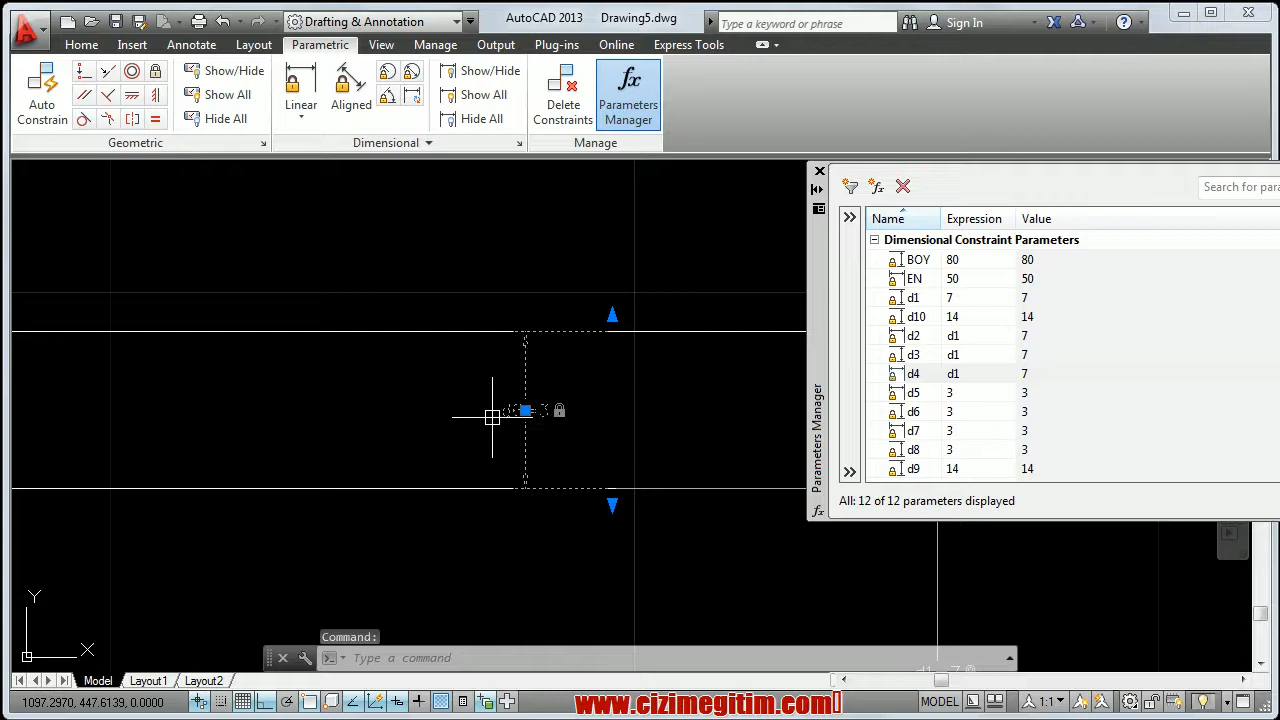 Drafting & Annotation
AutoCAD 2013 Drawing5.dwg
Type a keyword or phrase
Sign In
Home Insert Annotate Layout Parametric View Manage Output Plug-ins Online Express Tools
Auto Constrain
Show/Hide
Show All
Hide All
Geometric
Linear
Aligned
Show/Hide
Show All
Hide All
Dimensional
Delete Constraints
fx
Parameters Manager
Manage
Search for para
Name Expression Value
Dimensional Constraint Parameters
BOY 80 80
EN 50 50
d1 7 7
d10 14 14
d2 d1 7
d3 d1 7
d4 d1 7
d5 3 3
d6 3 3
d7 3 3
d8 3 3
d9 14 14
All: 12 of 12 parameters displayed
Parameters Manager
Y
X
Command:
Type a command
Model Layout1 Layout2
1097.2970, 447.6139, 0.0000
www.cizimegitim.com
MODEL
1:1